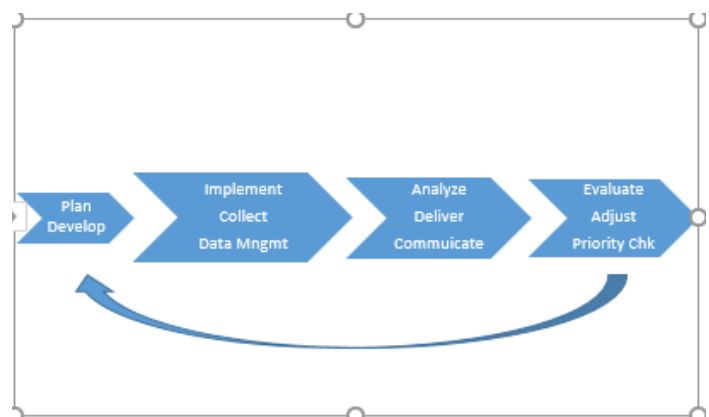 Plan
Develop
Implement
Collect
Data Mngmt
Analyze
Deliver
Commuicate
Evaluate
Adjust
Priority Chk